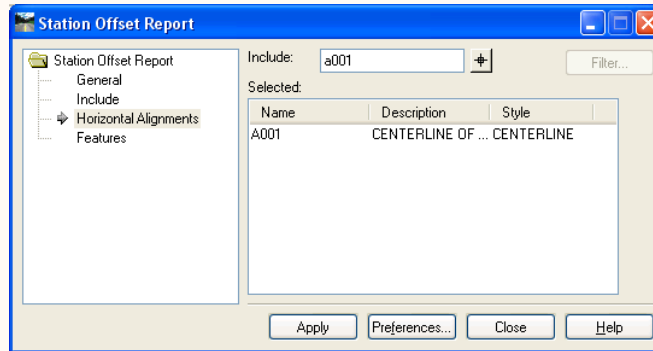 Station Offset Report
Station Offset Report
General
Include
Horizontal Alignments
Features
Include: a001
Filter...
Selected:
Name Description Style
A001 CENTERLINE OF ... CENTERLINE
Apply Preferences... Close Help